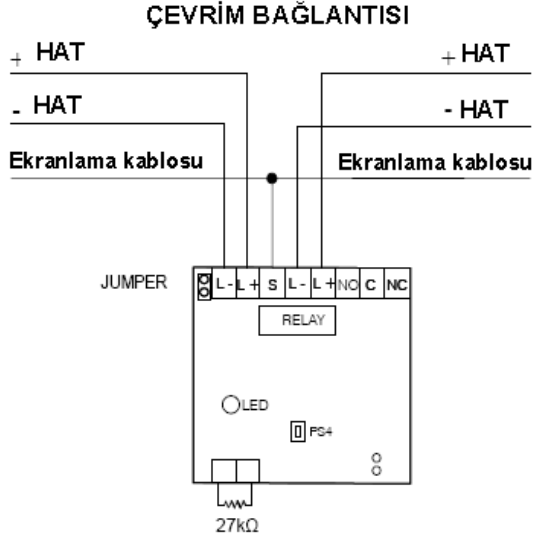 ÇEVRİM BAĞLANTISI
+ HAT
+ HAT
- HAT
- HAT
Ekranlama kablosu
Ekranlama kablosu
JUMPER
L - L + S L - L + NO C NC
RELAY
LED
PS4
27kΩ